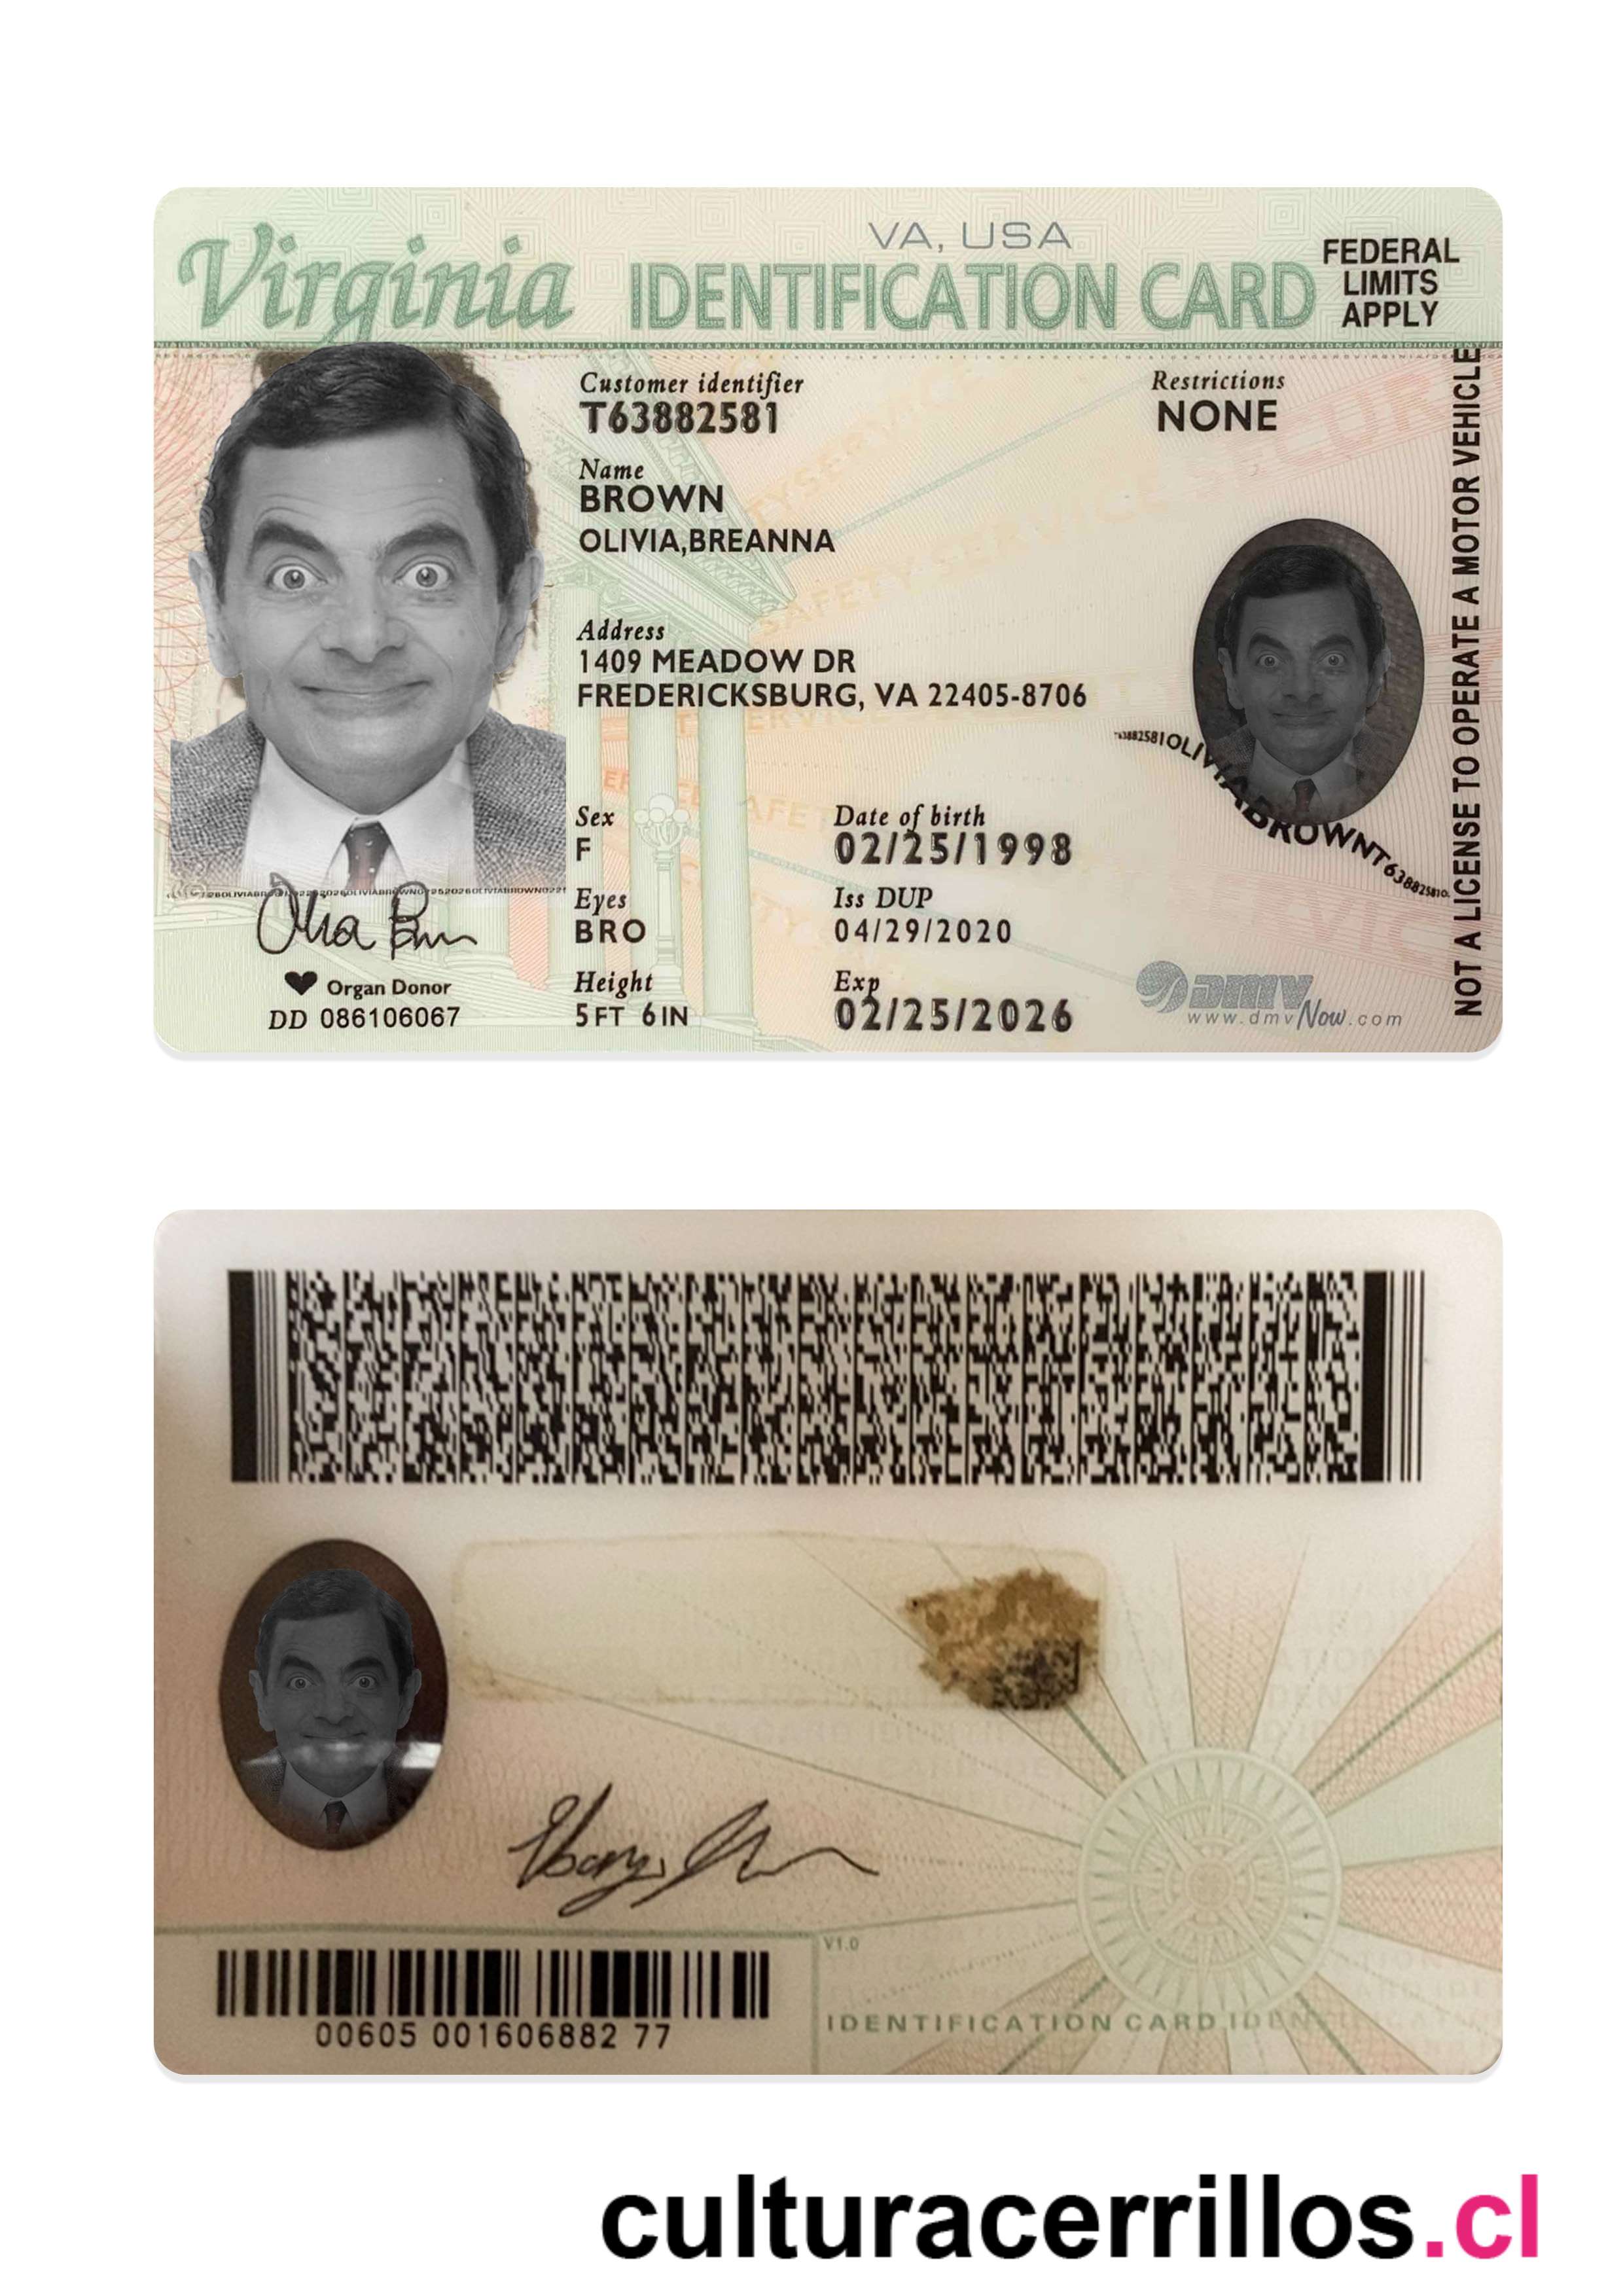 Virginia
VA, USA
IDENTIFICATION CARD
FEDERAL
LIMITS
APPLY
Customer identifier
T63882581
Restrictions
NONE
Name
BROWN
OLIVIA,BREANNA
Address
1409 MEADOW DR
FREDERICKSBURG, VA 22405-8706
Sex
F
Date of birth
02/25/1998
Eyes
BRO
Iss DUP
04/29/2020
Height
5FT 6IN
Exp
02/25/2026
Organ Donor
DD 086106067
63882581OLIVIABROWNT63882581
DMV
www.dmvNow.com
NOT A LICENSE TO OPERATE A MOTOR VEHICLE
V1.0
00605 001606882 77
IDENTIFICATION CARD IDEN
culturacerrillos.cl